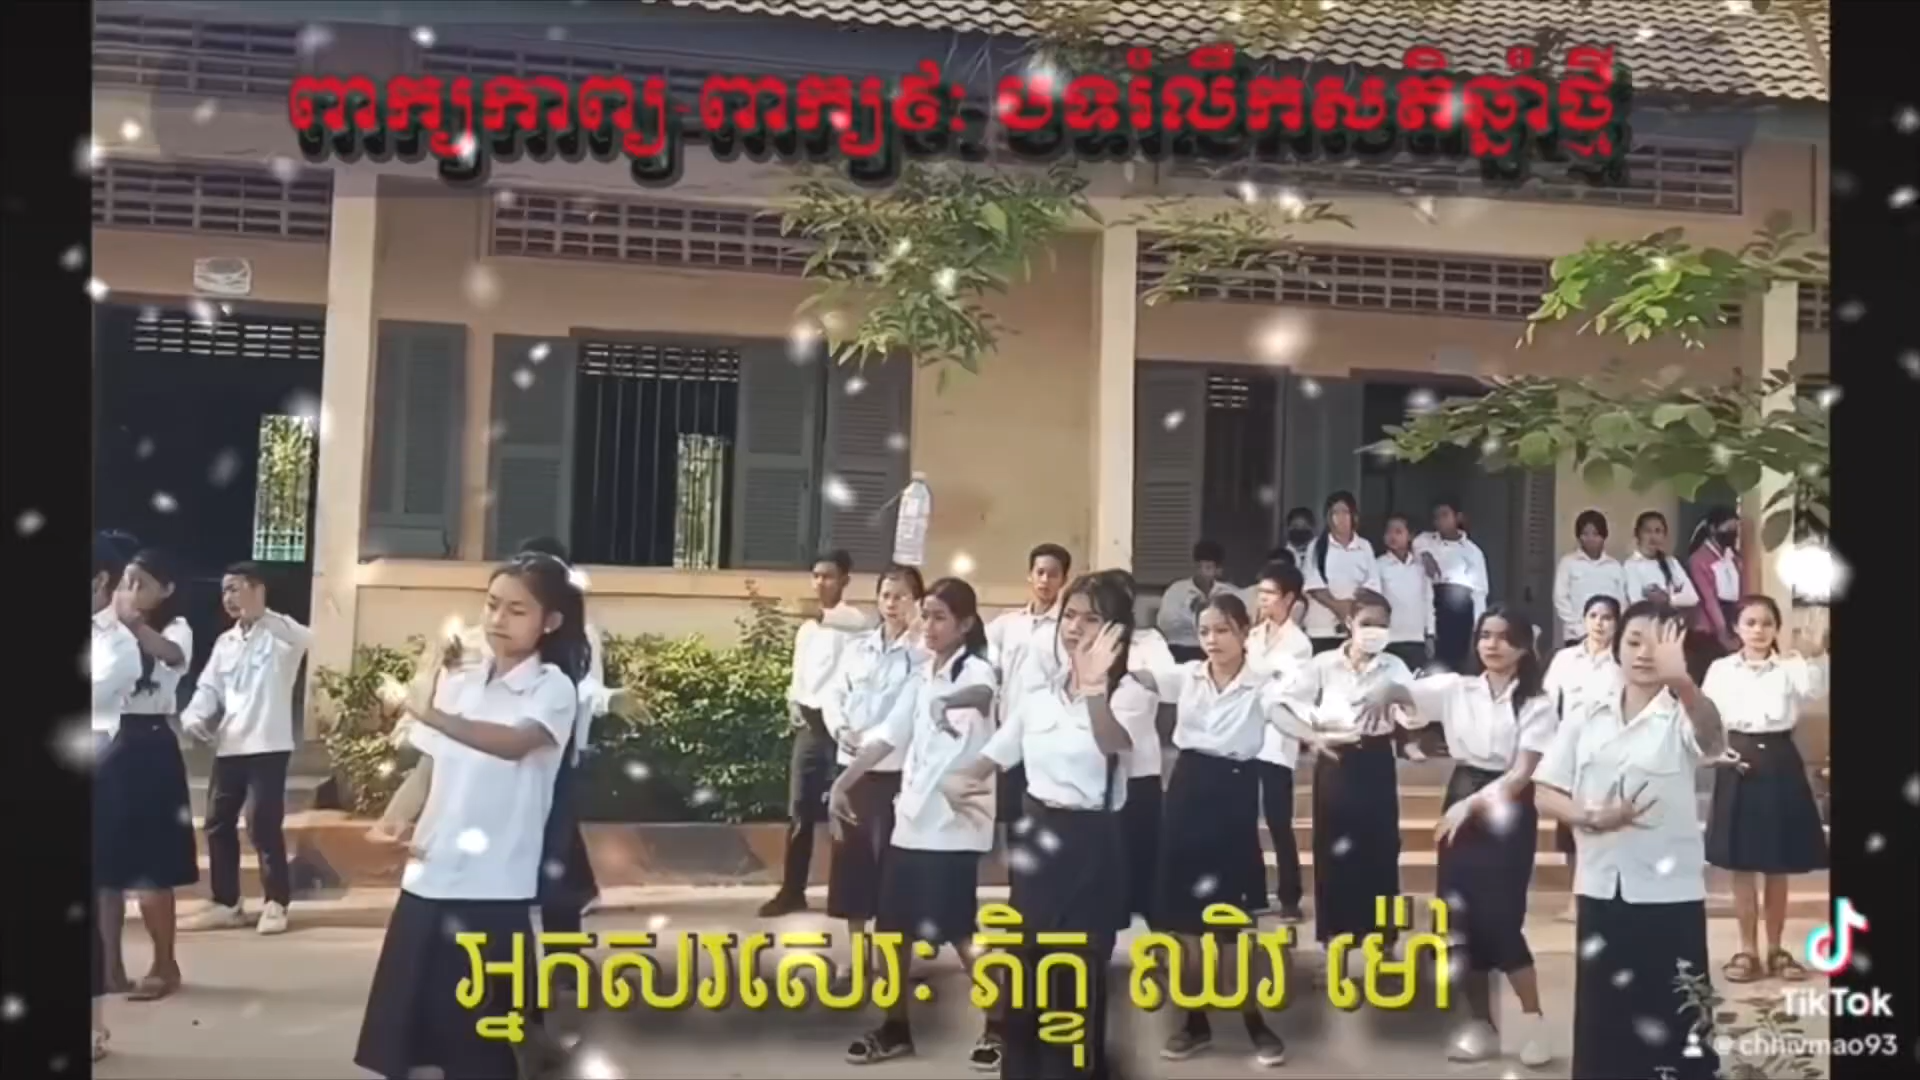 ពាក្យកាព្យ-ពាក្យ៩: បទរំលឹកសតិឆ្នាំថ្មី
អ្នកសរសេរ: ភិក្ខុ ឈិវ ម៉ៅ
TikTok
@chhivmao93